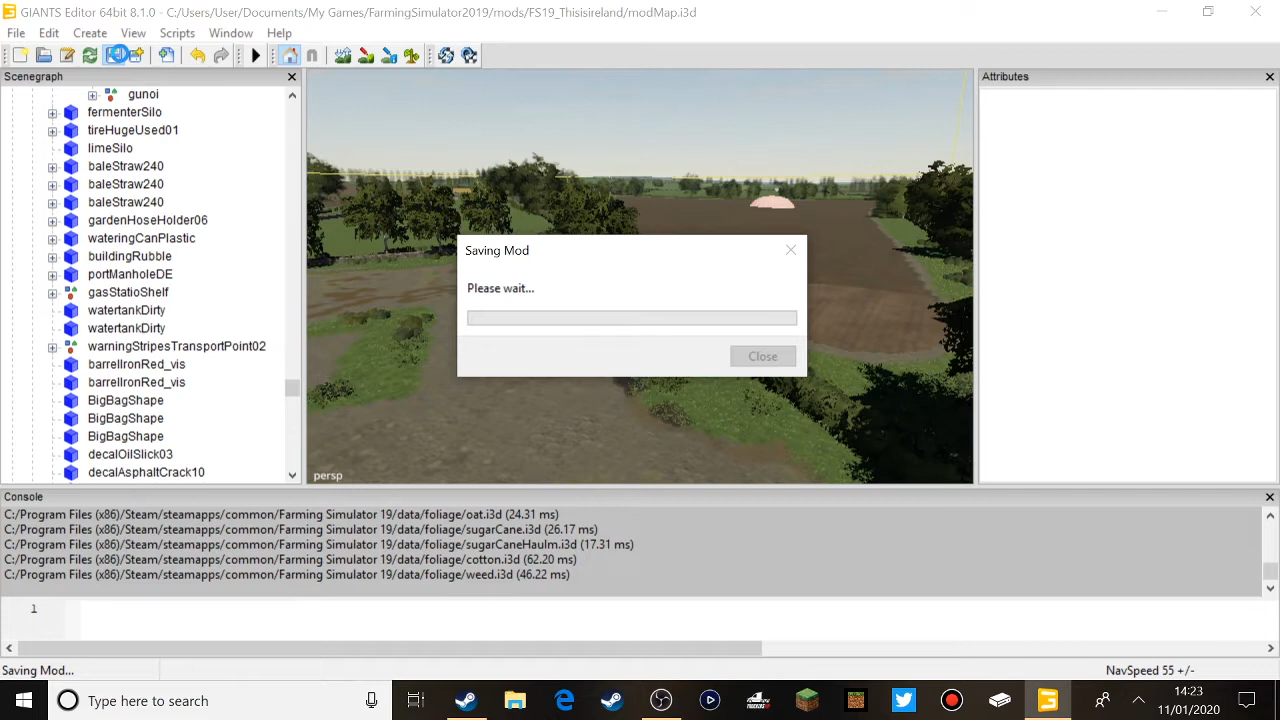 GIANTS Editor 64bit 8.1.0 - C:/Users/User/Documents/My Games/FarmingSimulator2019/mods/FS19_Thisisireland/modMap.i3d
File Edit Create View Scripts Window Help
Scenegraph
Attributes
gunoi
fermenterSilo
tireHugeUsed01
limeSilo
baleStraw240
baleStraw240
baleStraw240
gardenHoseHolder06
wateringCanPlastic
buildingRubble
portManholeDE
gasStatioShelf
watertankDirty
watertankDirty
warningStripesTransportPoint02
barrelIronRed_vis
barrelIronRed_vis
BigBagShape
BigBagShape
BigBagShape
decalOilSlick03
decalAsphaltCrack10
persp
Saving Mod
Please wait...
Close
Console
C:/Program Files (x86)/Steam/steamapps/common/Farming Simulator 19/data/foliage/oat.i3d (24.31 ms)
C:/Program Files (x86)/Steam/steamapps/common/Farming Simulator 19/data/foliage/sugarCane.i3d (26.17 ms)
C:/Program Files (x86)/Steam/steamapps/common/Farming Simulator 19/data/foliage/sugarCaneHaulm.i3d (17.31 ms)
C:/Program Files (x86)/Steam/steamapps/common/Farming Simulator 19/data/foliage/cotton.i3d (62.20 ms)
C:/Program Files (x86)/Steam/steamapps/common/Farming Simulator 19/data/foliage/weed.i3d (46.22 ms)
1
Saving Mod...
NavSpeed 55 +/-
Type here to search
14:23
11/01/2020